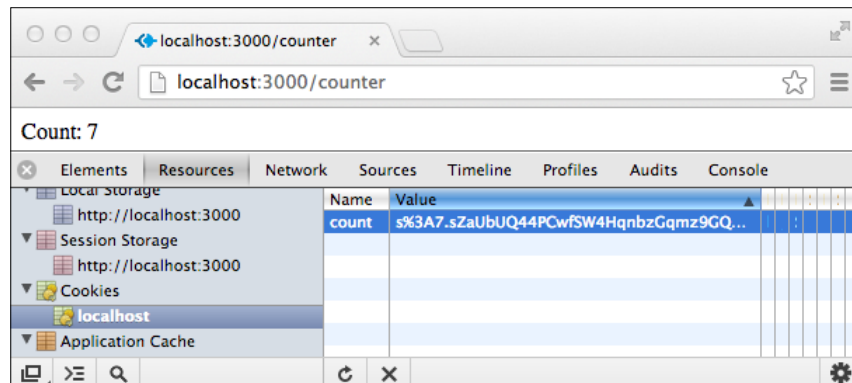 localhost:3000/counter
localhost:3000/counter
Count: 7
Elements Resources Network Sources Timeline Profiles Audits Console
Local Storage
http://localhost:3000
Session Storage
http://localhost:3000
Cookies
localhost
Application Cache
Name Value
count s%3A7.sZaUbUQ44PCwfSW4HqnbzGqmz9GQ...